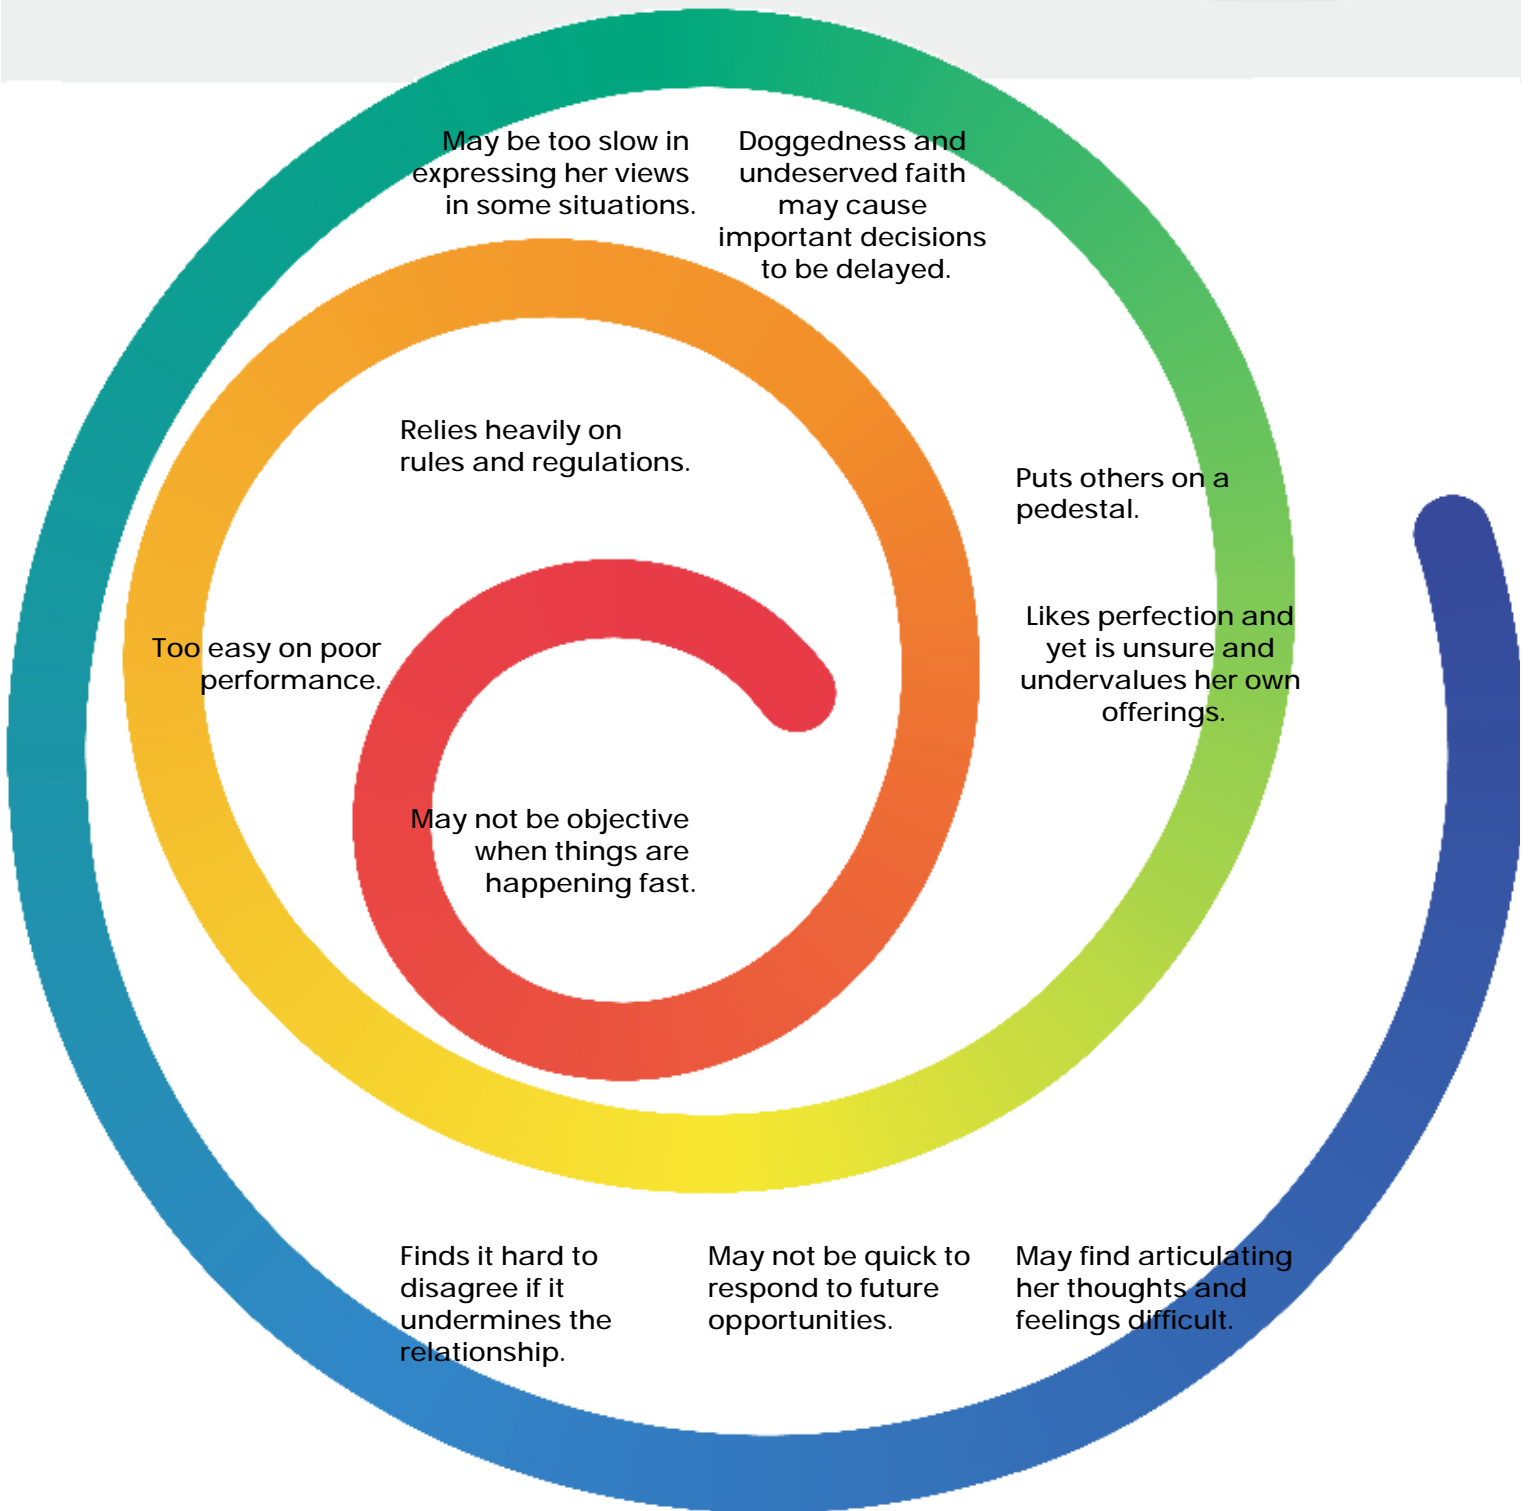 May be too slow in
expressing her views
in some situations.
Doggedness and
undeserved faith
may cause
important decisions
to be delayed.
Relies heavily on
rules and regulations.
Puts others on a
pedestal.
Too easy on poor
performance.
Likes perfection and
yet is unsure and
undervalues her own
offerings.
May not be objective
when things are
happening fast.
Finds it hard to
disagree if it
undermines the
relationship.
May not be quick to
respond to future
opportunities.
May find articulating
her thoughts and
feelings difficult.